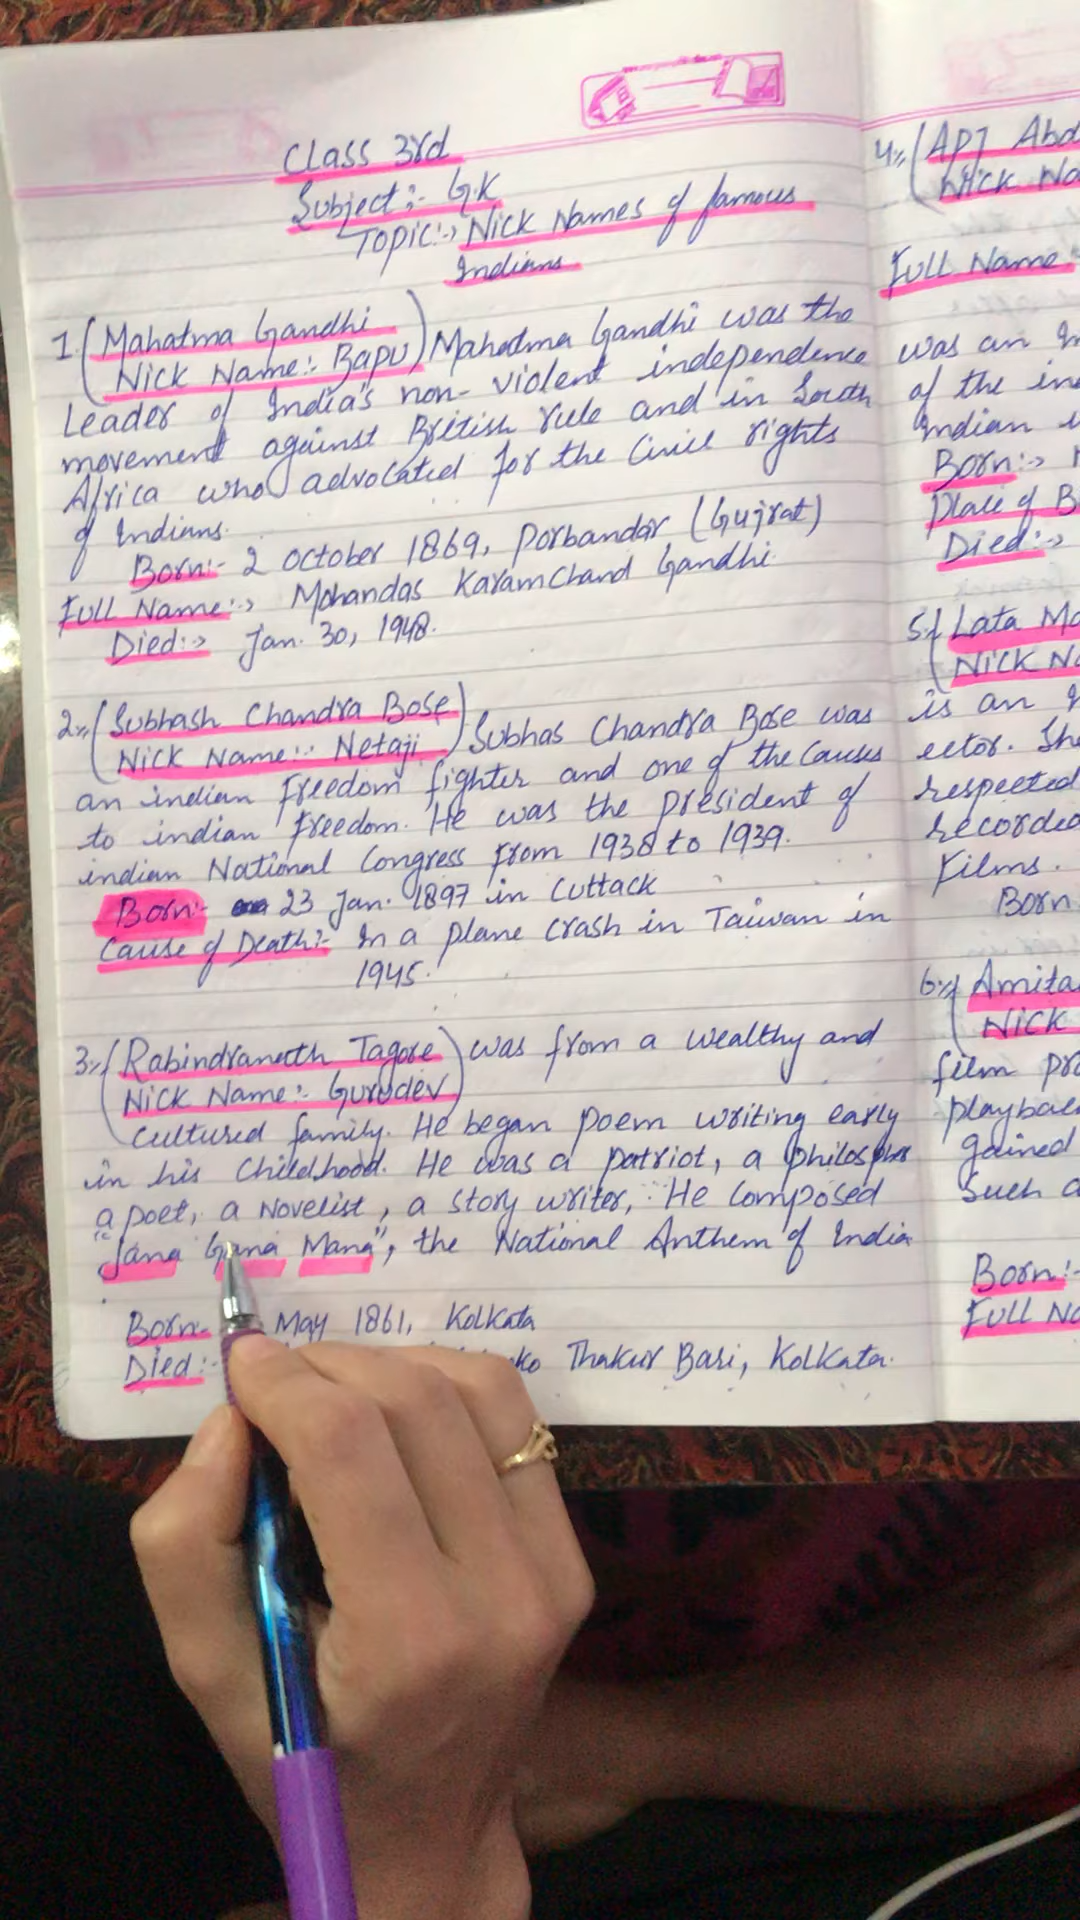 Class 3rd
Subject:- G.K
Topic:-> Nick Names of famous
Indians
1 (Mahatma Gandhi
Nick Name:- Bapu) Mahatma Gandhi was the
Leader of India's non-violent independence
movement against British rule and in South
Africa who advocated for the Civil rights
of Indians.
Born:- 2 October 1869, Porbandar (Gujrat)
Full Name:-> Mohandas Karamchand Gandhi
Died:-> Jan. 30, 1948.
2 (Subhash Chandra Bose
Nick Name:- Netaji) Subhas Chandra Bose was
an indian freedom fighter and one of the causes
to indian freedom. He was the president of
indian National Congress from 1938 to 1939.
Born:- 23 Jan. 1897 in Cuttack
Cause of Death:- In a plane crash in Taiwan in
1945.
3 (Rabindranath Tagore
Nick Name:- Gurudev) was from a wealthy and
cultured family. He began poem writing early
in his childhood. He was a patriot, a
a poet, a Novelist, a story writer, He composed
"Jana Gana Mana", the National Anthem of India
Born- May 1861, Kolkata
Died:- Thakur Bari, Kolkata.
4 (APJ
Nick
Full Name
was an
of the
indian
Born:->
Place of
Died:->
5 Lata
Nick
is an
ector. She
respected
recorded
films.
Born
6
Nick
film
gained
Such
Born:-
Full